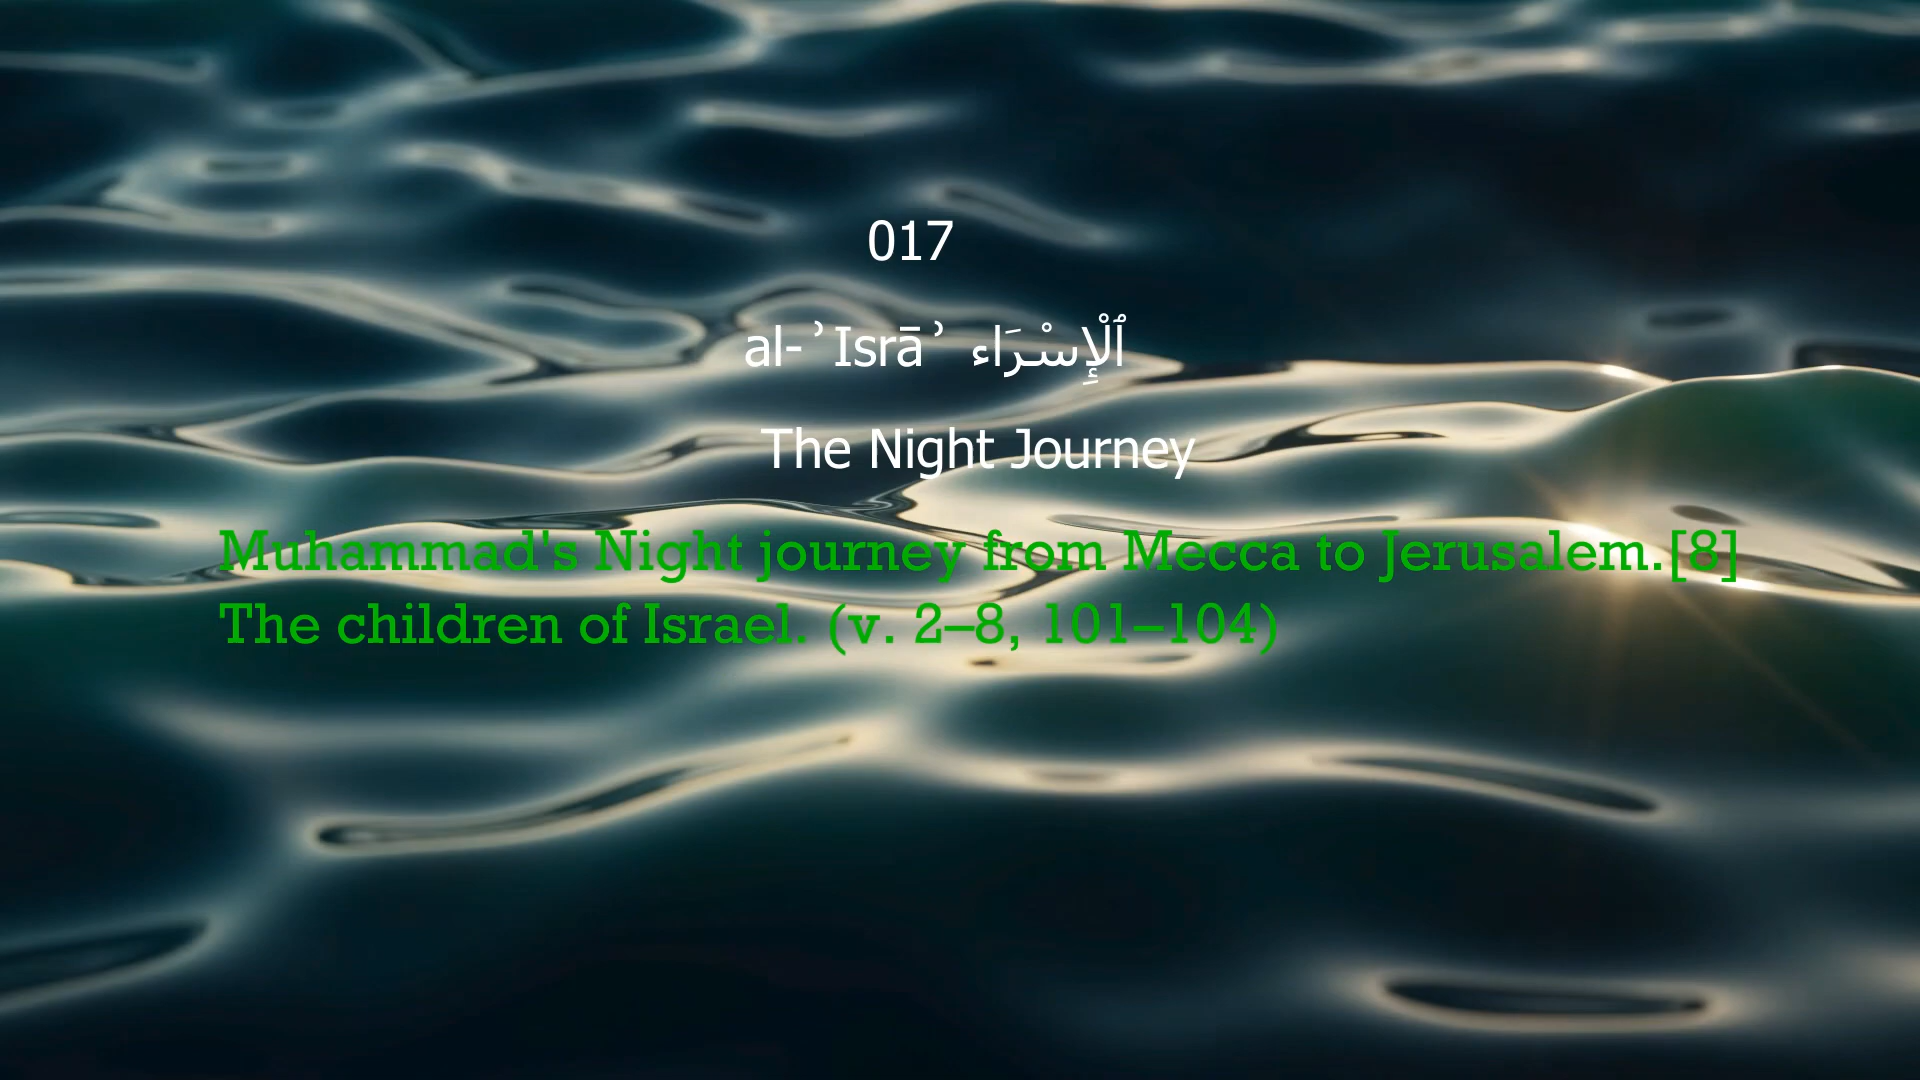 017
al-ʾIsrāʾ ٱلْإِسْرَاء
The Night Journey
Muhammad's Night journey from Mecca to Jerusalem.[8]
The children of Israel. (v. 2–8, 101–104)